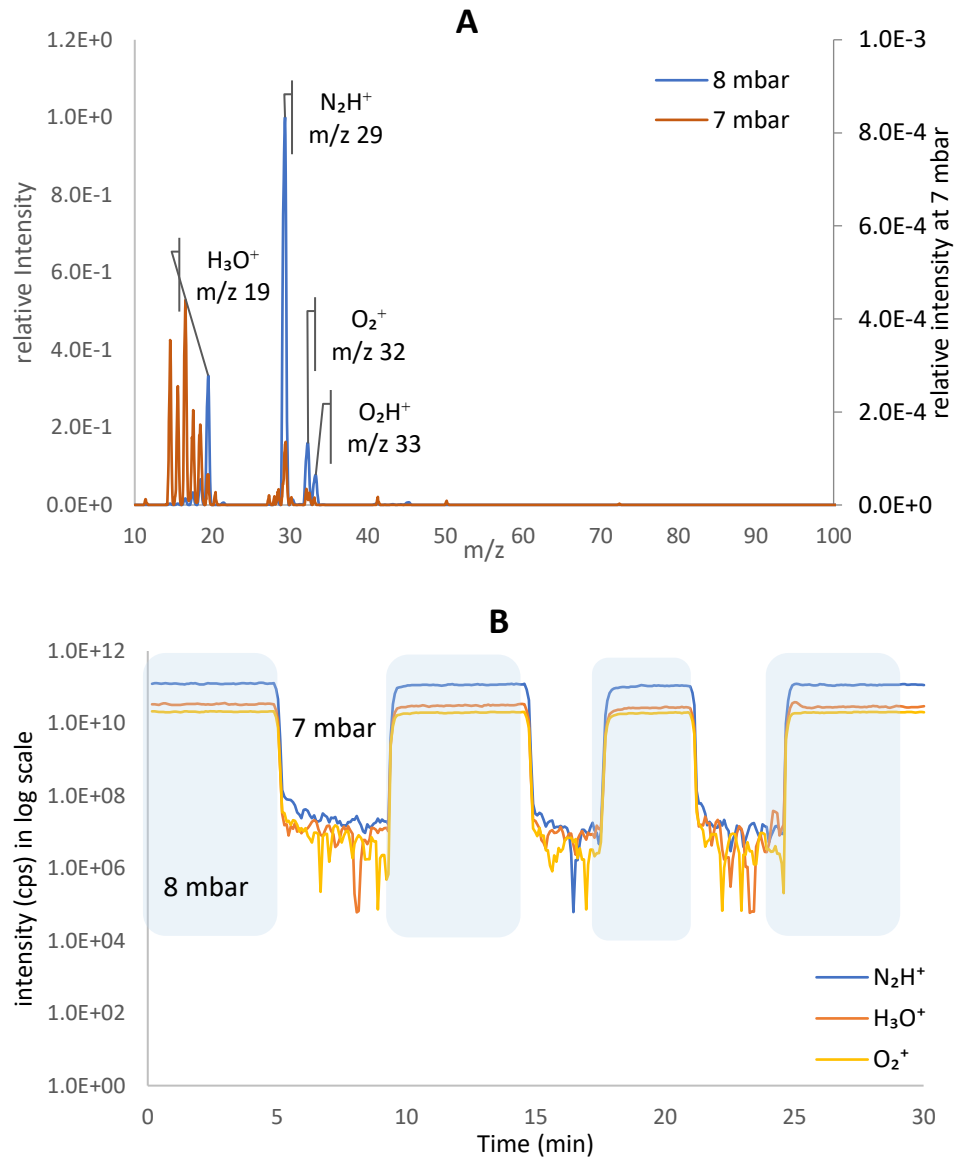 A
1.2E+0
1.0E+0
8.0E-1
6.0E-1
4.0E-1
2.0E-1
0.0E+0
relative Intensity
1.0E-3
8.0E-4
6.0E-4
4.0E-4
2.0E-4
0.0E+0
relative intensity at 7 mbar
8 mbar
7 mbar
N₂H⁺
m/z 29
H₃O⁺
m/z 19
O₂⁺
m/z 32
O₂H⁺
m/z 33
10 20 30 40 50 60 70 80 90 100
m/z
B
1.0E+12
1.0E+10
1.0E+08
1.0E+06
1.0E+04
1.0E+02
1.0E+00
intensity (cps) in log scale
7 mbar
8 mbar
N₂H⁺
H₃O⁺
O₂⁺
0 5 10 15 20 25 30
Time (min)